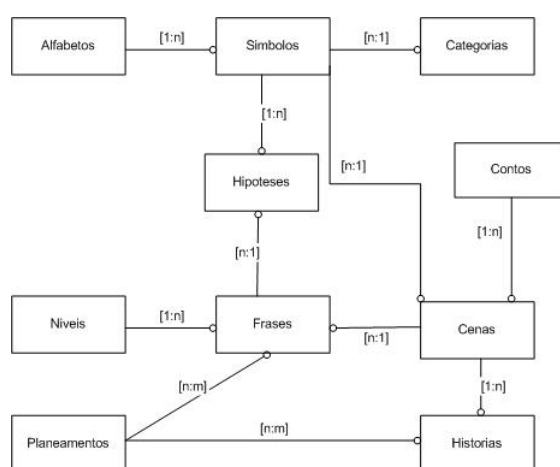 Alfabetos
[1:n]
Simbolos
[n:1]
Categorias
[1:n]
[n:1]
Contos
Hipoteses
[1:n]
[n:1]
Niveis
[1:n]
Frases
[n:1]
Cenas
[n:m]
[1:n]
Planeamentos
[n:m]
Historias